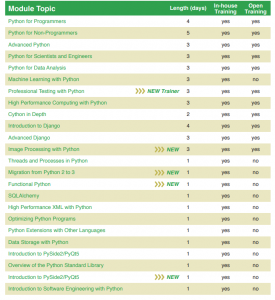 Module Topic Length (days) In-house Training Open Training
Python for Programmers 4 yes yes
Python for Non-Programmers 5 yes yes
Advanced Python 3 yes yes
Python for Scientists and Engineers 3 yes yes
Python for Data Analysis 3 yes yes
Machine Learning with Python 3 yes no
Professional Testing with Python >>> NEW Trainer 3 yes yes
High Performance Computing with Python 3 yes yes
Cython in Depth 2 yes yes
Introduction to Django 4 yes yes
Advanced Django 3 yes yes
Image Processing with Python >>> NEW 3 yes yes
Threads and Processes in Python 1 yes no
Migration from Python 2 to 3 >>> NEW 1 yes no
Functional Python >>> NEW 1 yes no
SQLAlchemy 1 yes no
High Performance XML with Python 1 yes no
Optimizing Python Programs 1 yes no
Python Extensions with Other Languages 1 yes no
Data Storage with Python 1 yes no
Introduction to PySide2/PyQt5 1 yes no
Overview of the Python Standard Library 1 yes no
Introduction to PySide2/PyQt5 >>> NEW 1 yes no
Introduction to Software Engineering with Python 1 yes no